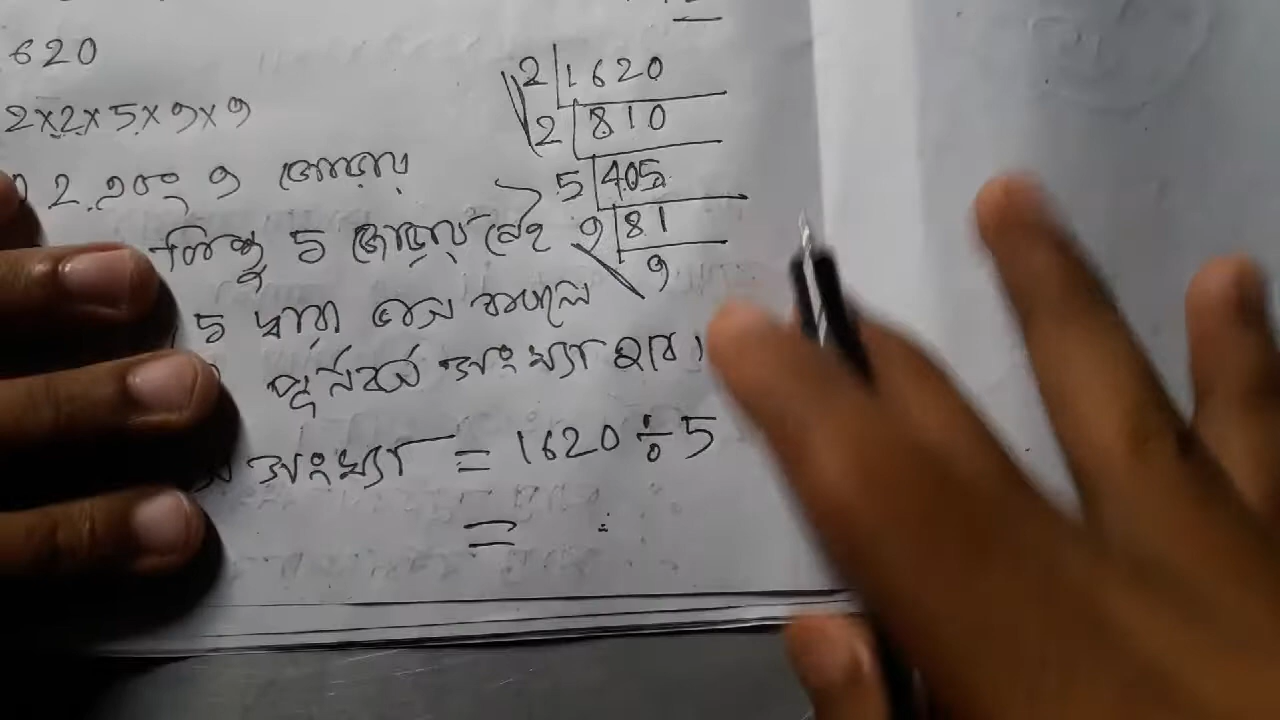 620
2×2×5×9×9
2 এবং 9 জোড়ায়
কিন্তু 5 জোড়ায় নেই
5 দ্বারা ভাগ করলে
পূর্ণবর্গ সংখ্যা হবে।
সংখ্যা = 1620 ÷ 5
=
2 1620
2 810
5 405
9 81
9